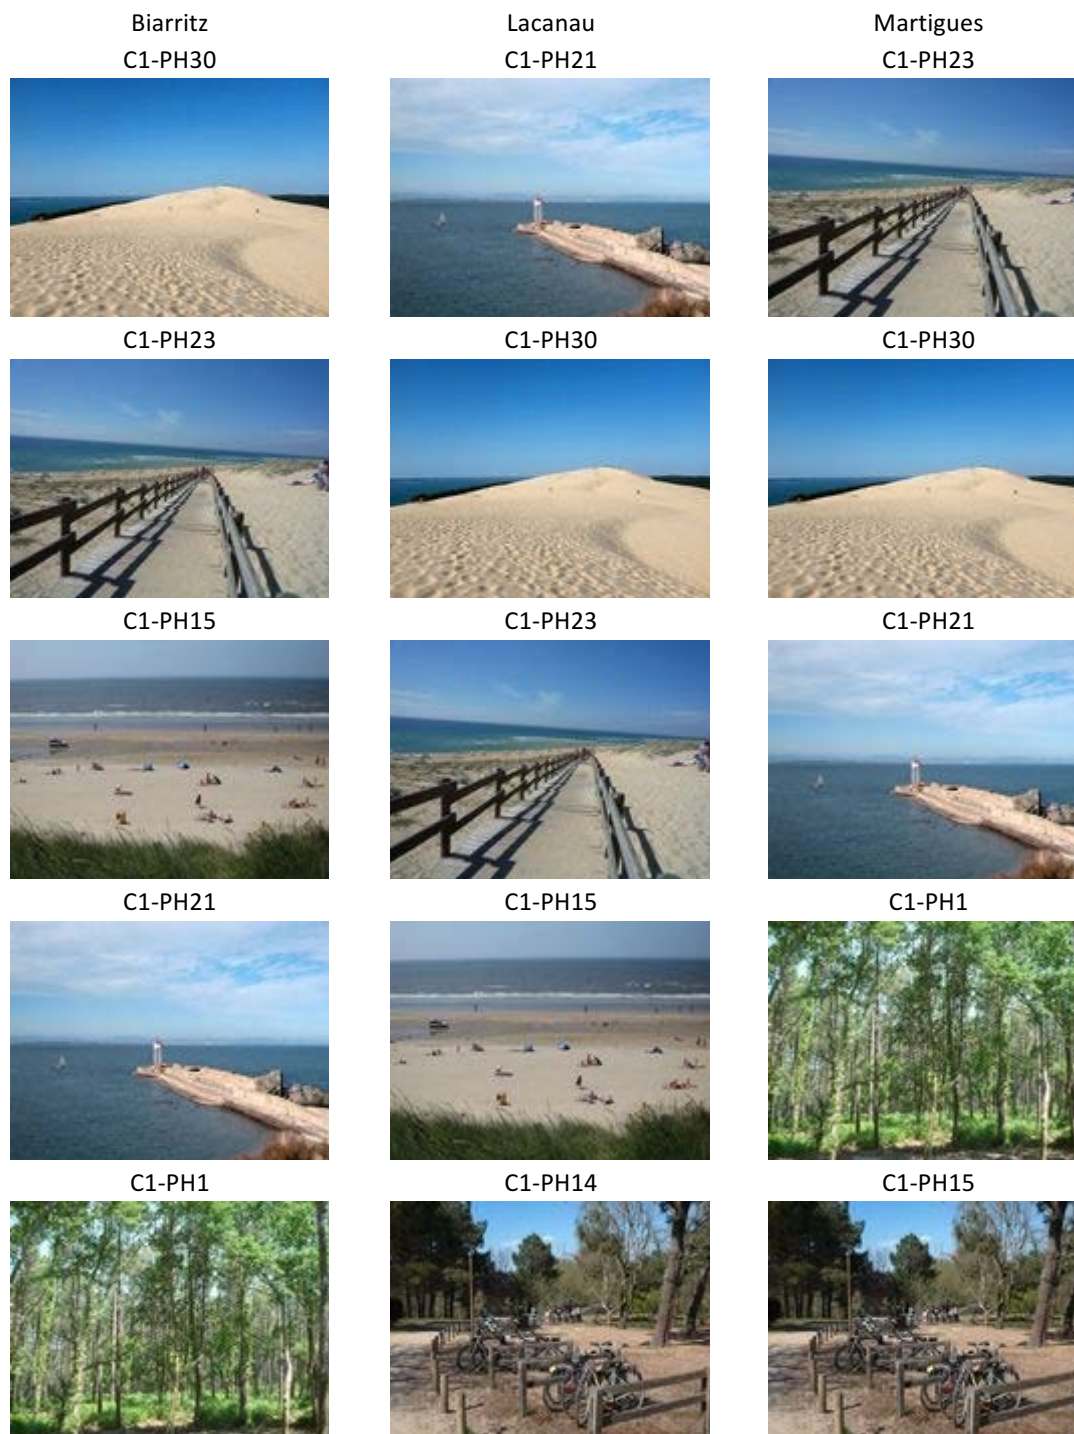 Biarritz Lacanau Martigues
C1-PH30 C1-PH21 C1-PH23
C1-PH23 C1-PH30 C1-PH30
C1-PH15 C1-PH23 C1-PH21
C1-PH21 C1-PH15 C1-PH1
C1-PH1 C1-PH14 C1-PH15